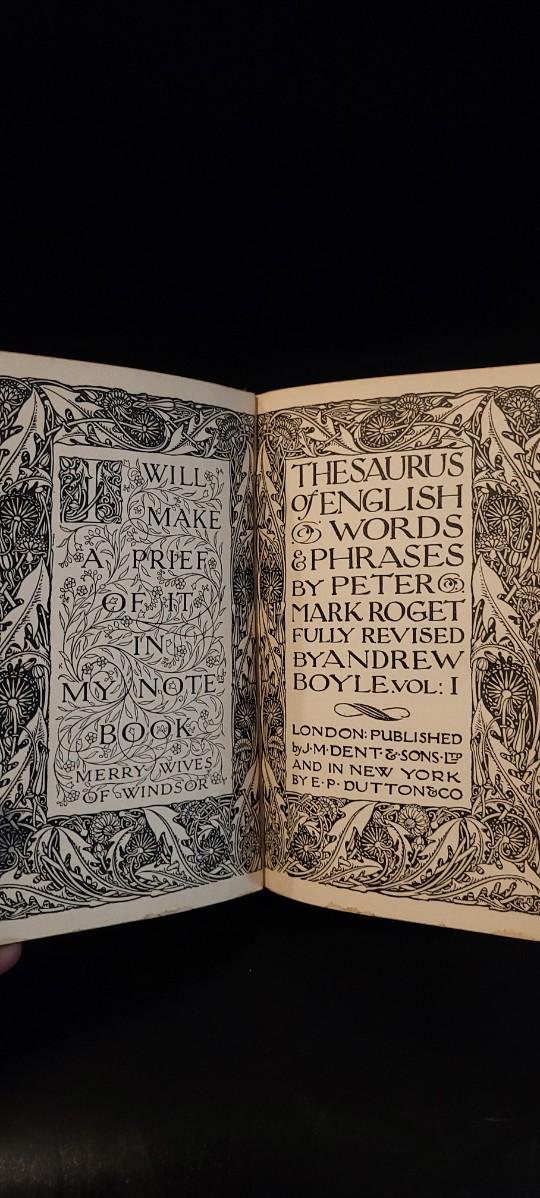 I WILL
MAKE
A PRIEF
OF IT
IN
MY NOTE
BOOK
MERRY WIVES
OF WINDSOR
THESAURUS
of ENGLISH
WORDS
& PHRASES
BY PETER
MARK ROGET
FULLY REVISED
BY ANDREW
BOYLE. VOL: I
LONDON: PUBLISHED
by J·M·DENT·&·SONS·LTD
AND IN NEW YORK
BY E·P·DUTTON & CO